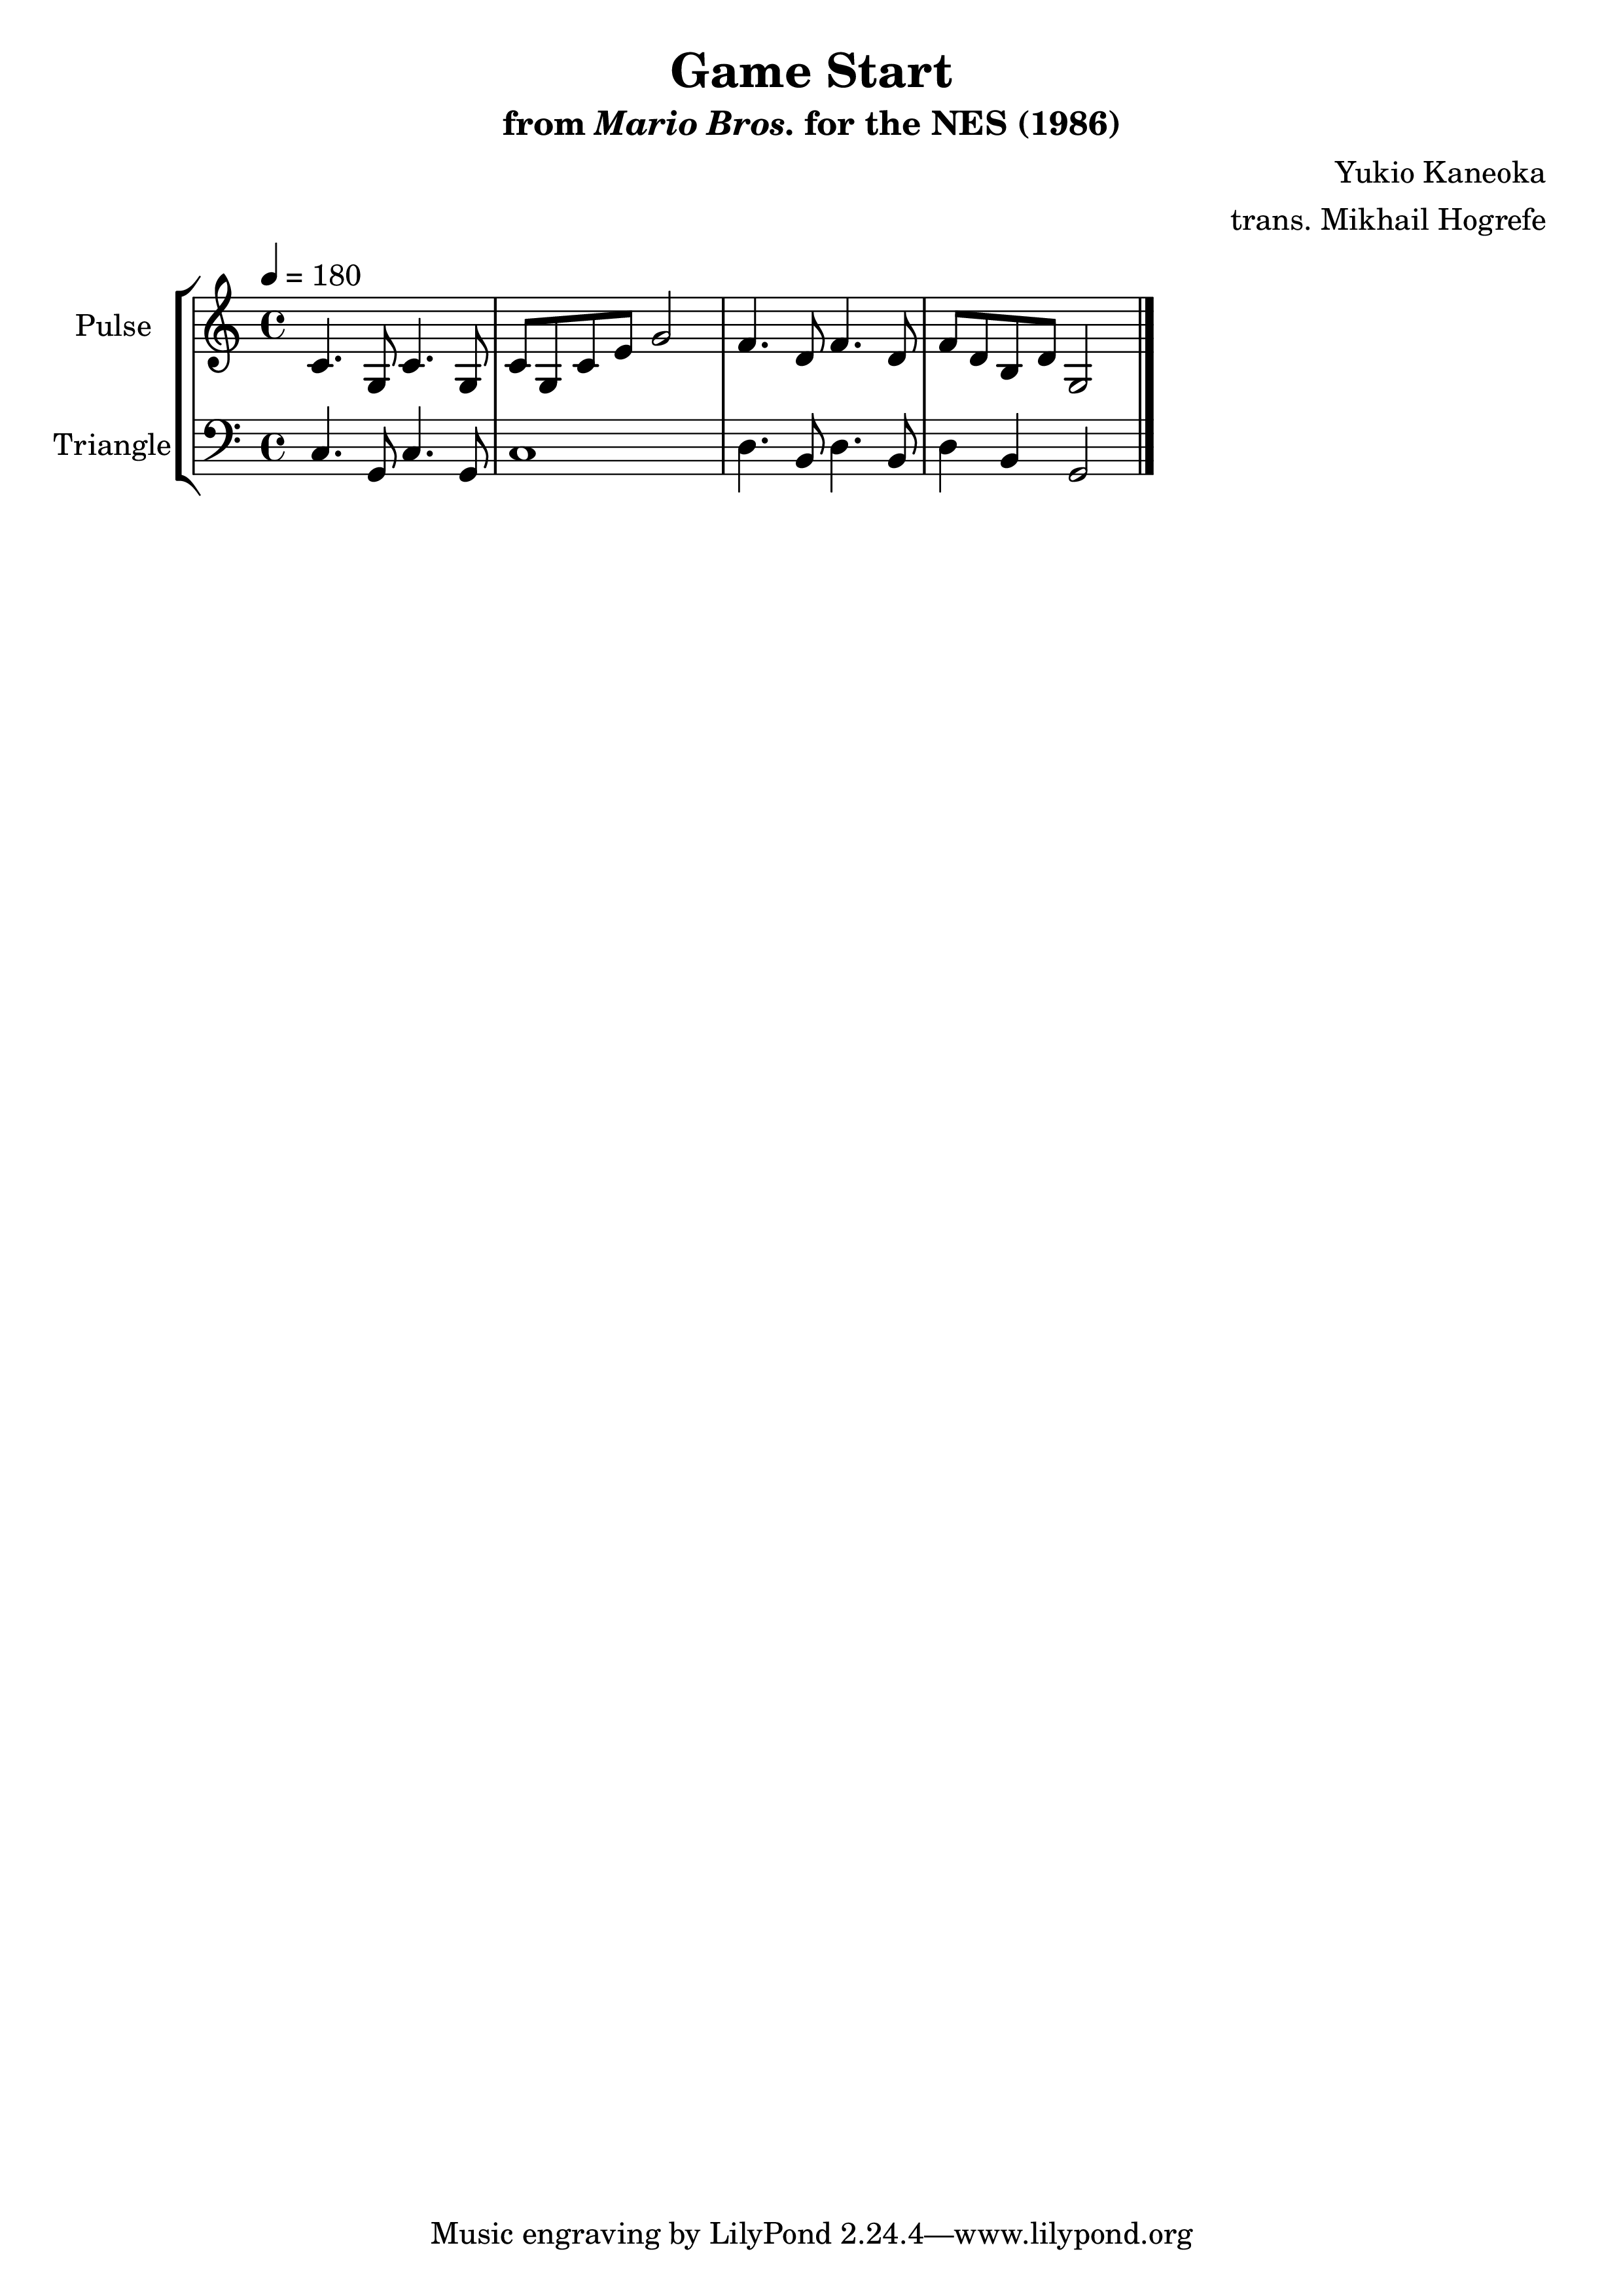 Game Start
from Mario Bros. for the NES (1986)
Yukio Kaneoka
trans. Mikhail Hogrefe
= 180
Pulse
Triangle
Music engraving by LilyPond 2.24.4—www.lilypond.org